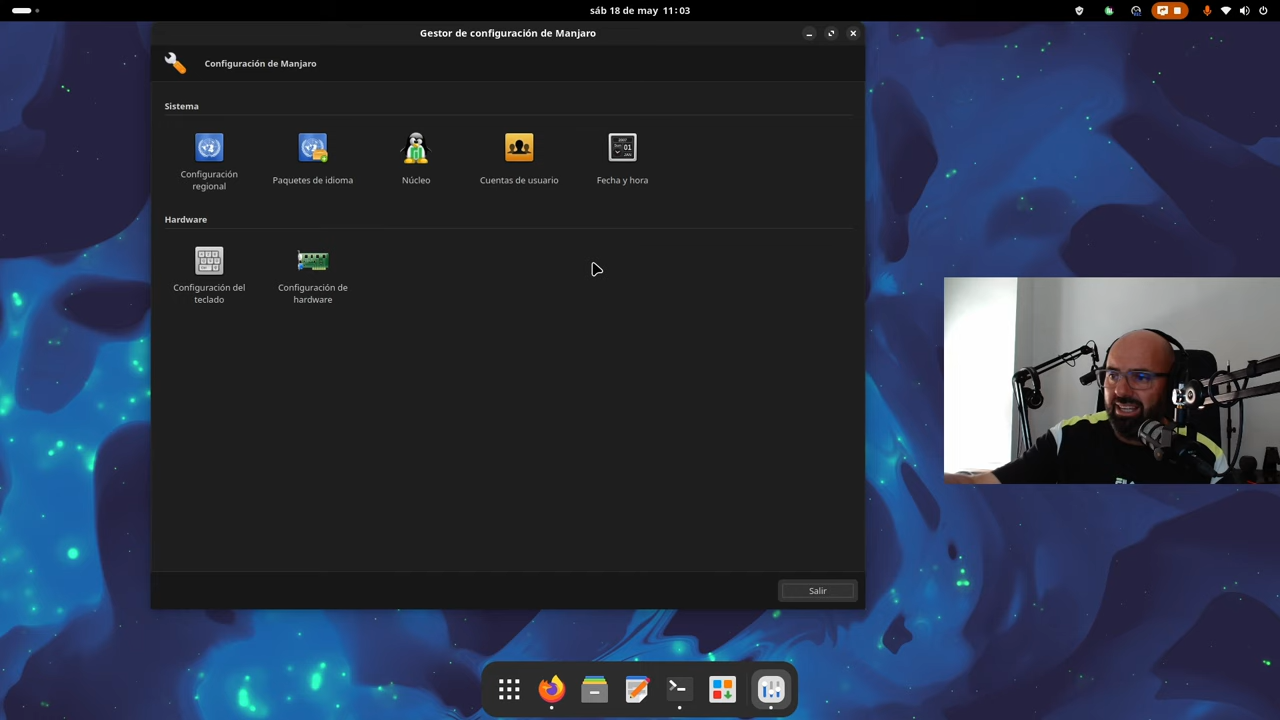 sáb 18 de may 11:03
Gestor de configuración de Manjaro
Configuración de Manjaro
Sistema
Configuración
regional
Paquetes de idioma
Núcleo
Cuentas de usuario
Fecha y hora
Hardware
Configuración del
teclado
Configuración de
hardware
Salir